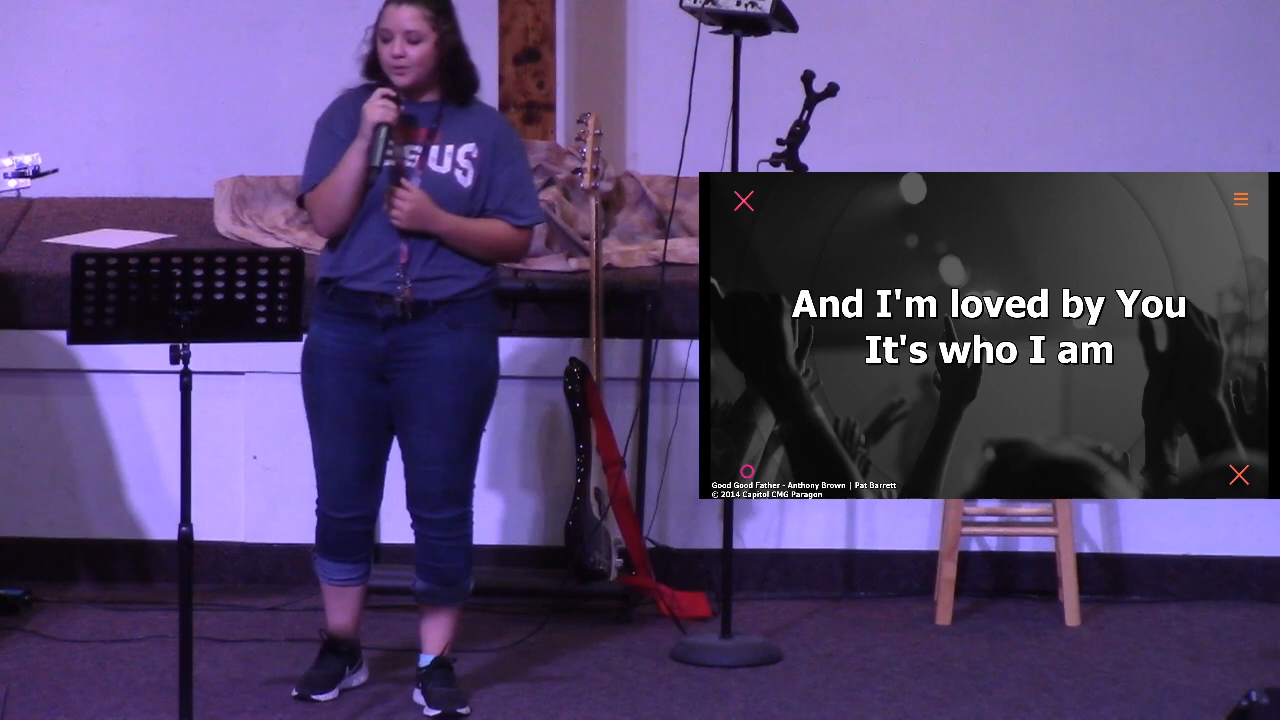 And I'm loved by You
It's who I am
Good Good Father - Anthony Brown | Pat Barrett
© 2014 Capitol CMG Paragon